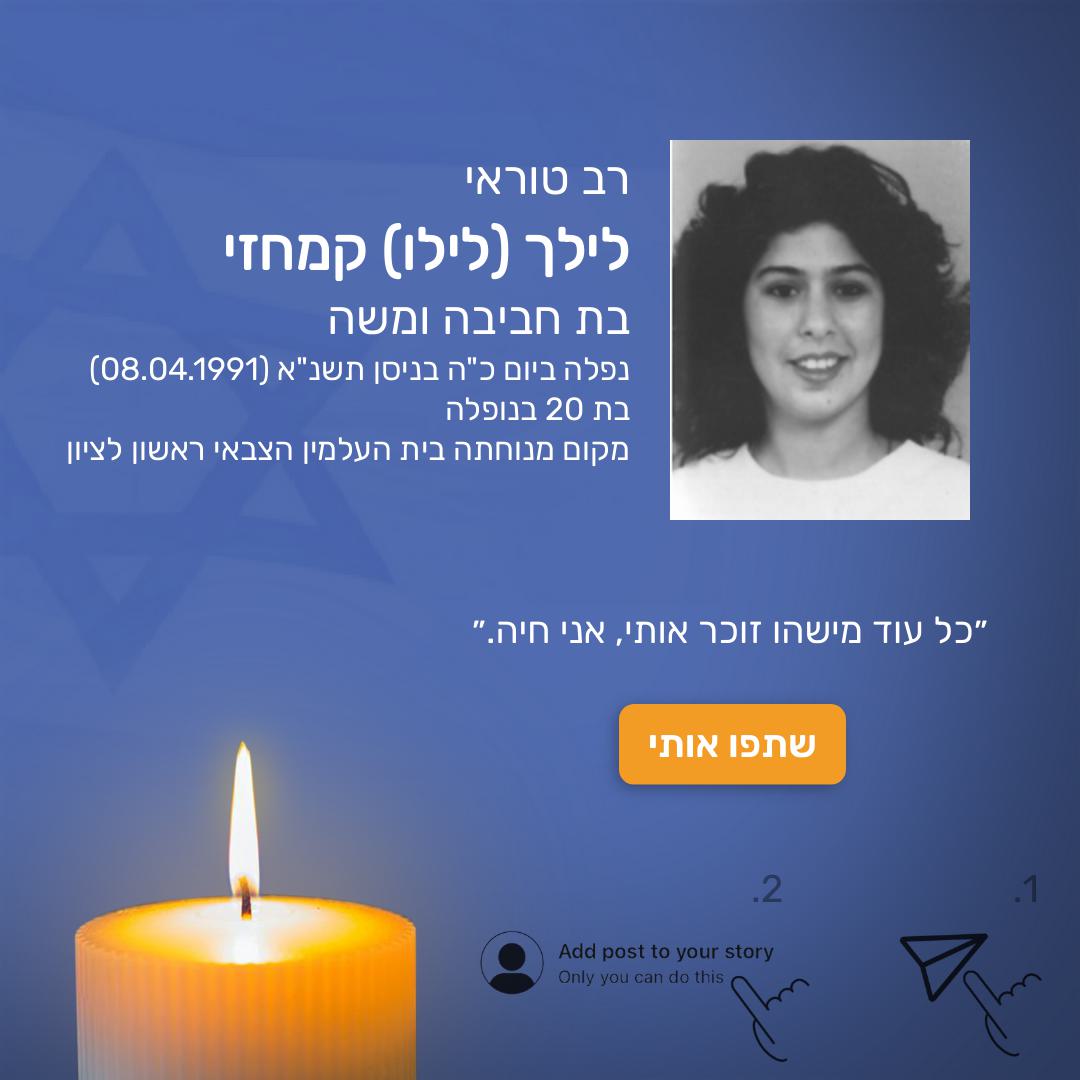 רב טוראי
לילך (לילו) קמחזי
בת חביבה ומשה
נפלה ביום כ"ה בניסן תשנ"א (08.04.1991)
בת 20 בנופלה
מקום מנוחתה בית העלמין הצבאי ראשון לציון
״כל עוד מישהו זוכר אותי, אני חיה.״
שתפו אותי
.1
.2
Add post to your story
Only you can do this